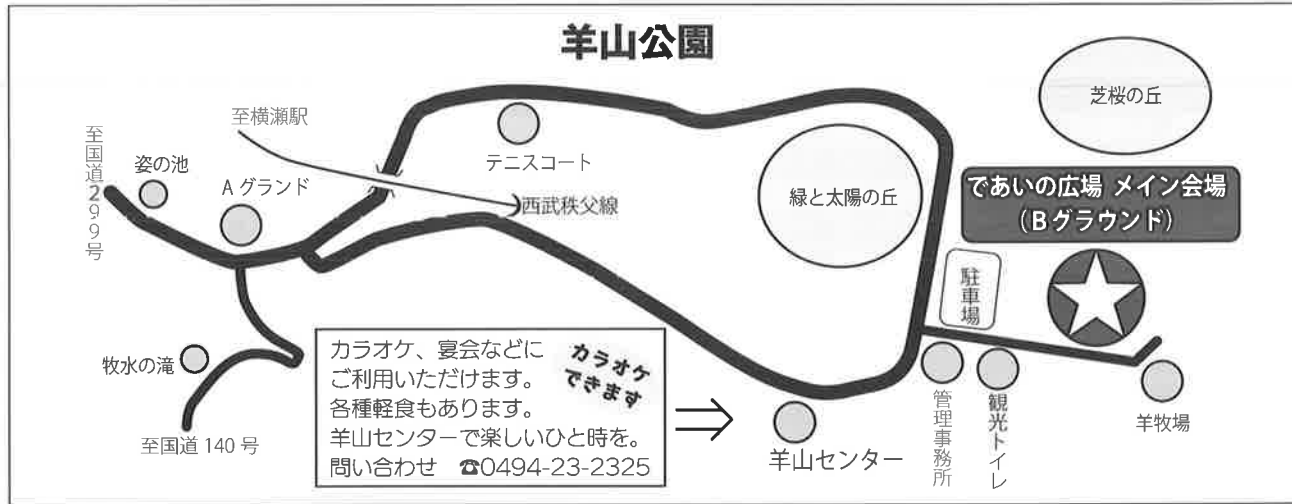 羊山公園
芝桜の丘
至横瀬駅
至国道299号
姿の池
Aグランド
テニスコート
西武秩父線
緑と太陽の丘
であいの広場 メイン会場
(Bグラウンド)
駐車場
牧水の滝
至国道140号
カラオケ、宴会などに
ご利用いただけます。
各種軽食もあります。
羊山センターで楽しいひと時を。
問い合わせ ☎0494-23-2325
カラオケ
できます
羊山センター
管理事務所
観光トイレ
羊牧場